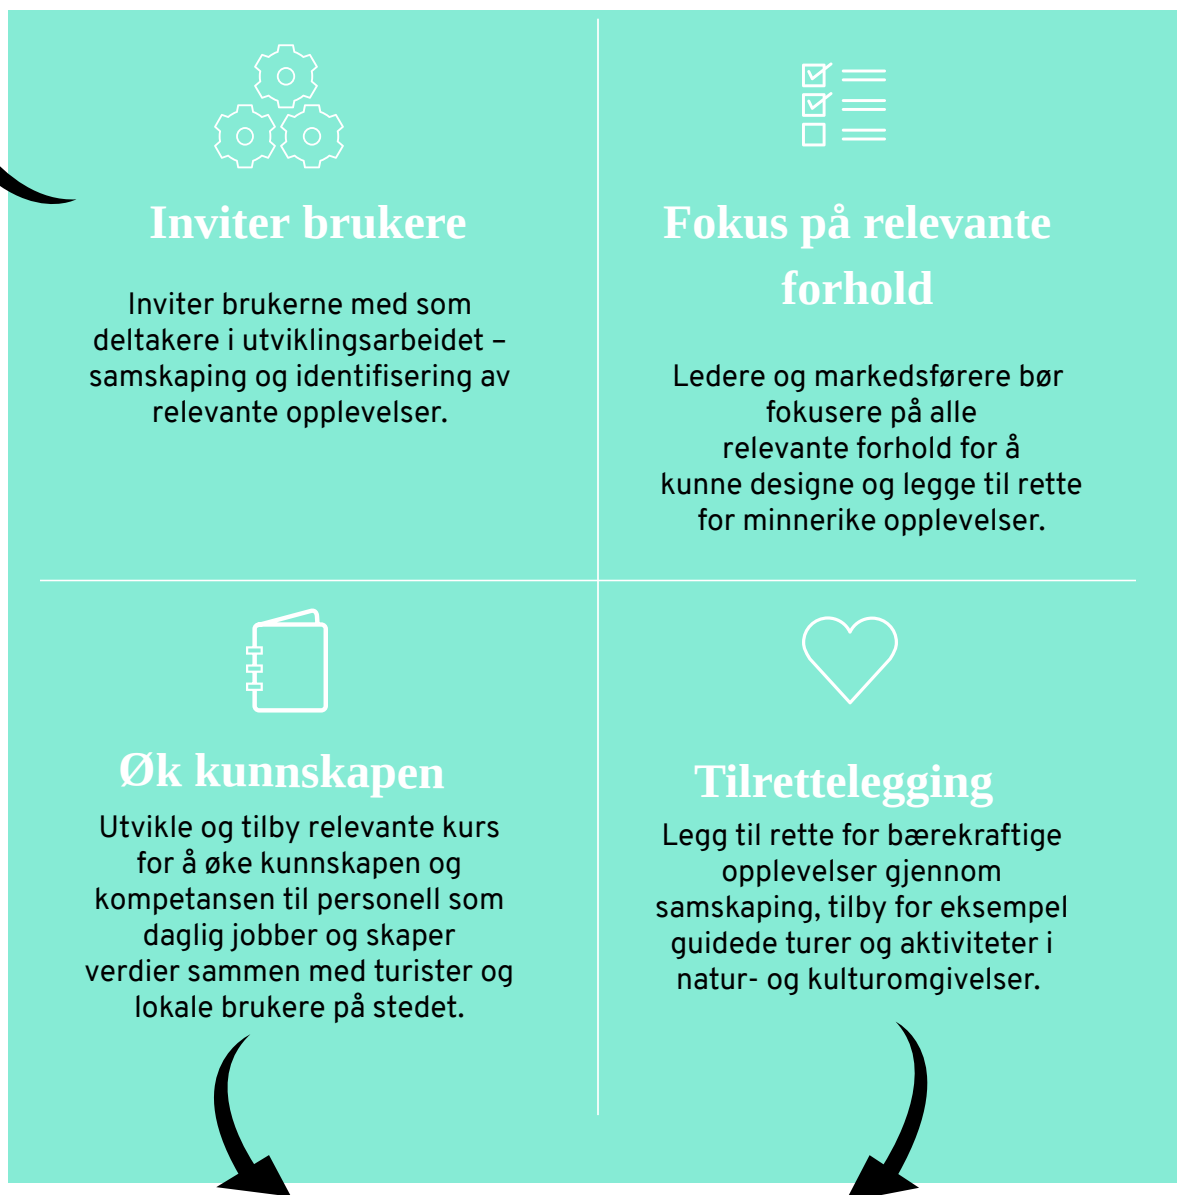 Inviter brukere
Inviter brukerne med som
deltakere i utviklingsarbeidet –
samskaping og identifisering av
relevante opplevelser.
Fokus på relevante
forhold
Ledere og markedsførere bør
fokusere på alle
relevante forhold for å
kunne designe og legge til rette
for minnerike opplevelser.
Øk kunnskapen
Utvikle og tilby relevante kurs
for å øke kunnskapen og
kompetansen til personell som
daglig jobber og skaper
verdier sammen med turister og
lokale brukere på stedet.
Tilrettelegging
Legg til rette for bærekraftige
opplevelser gjennom
samskaping, tilby for eksempel
guidede turer og aktiviteter i
natur- og kulturomgivelser.